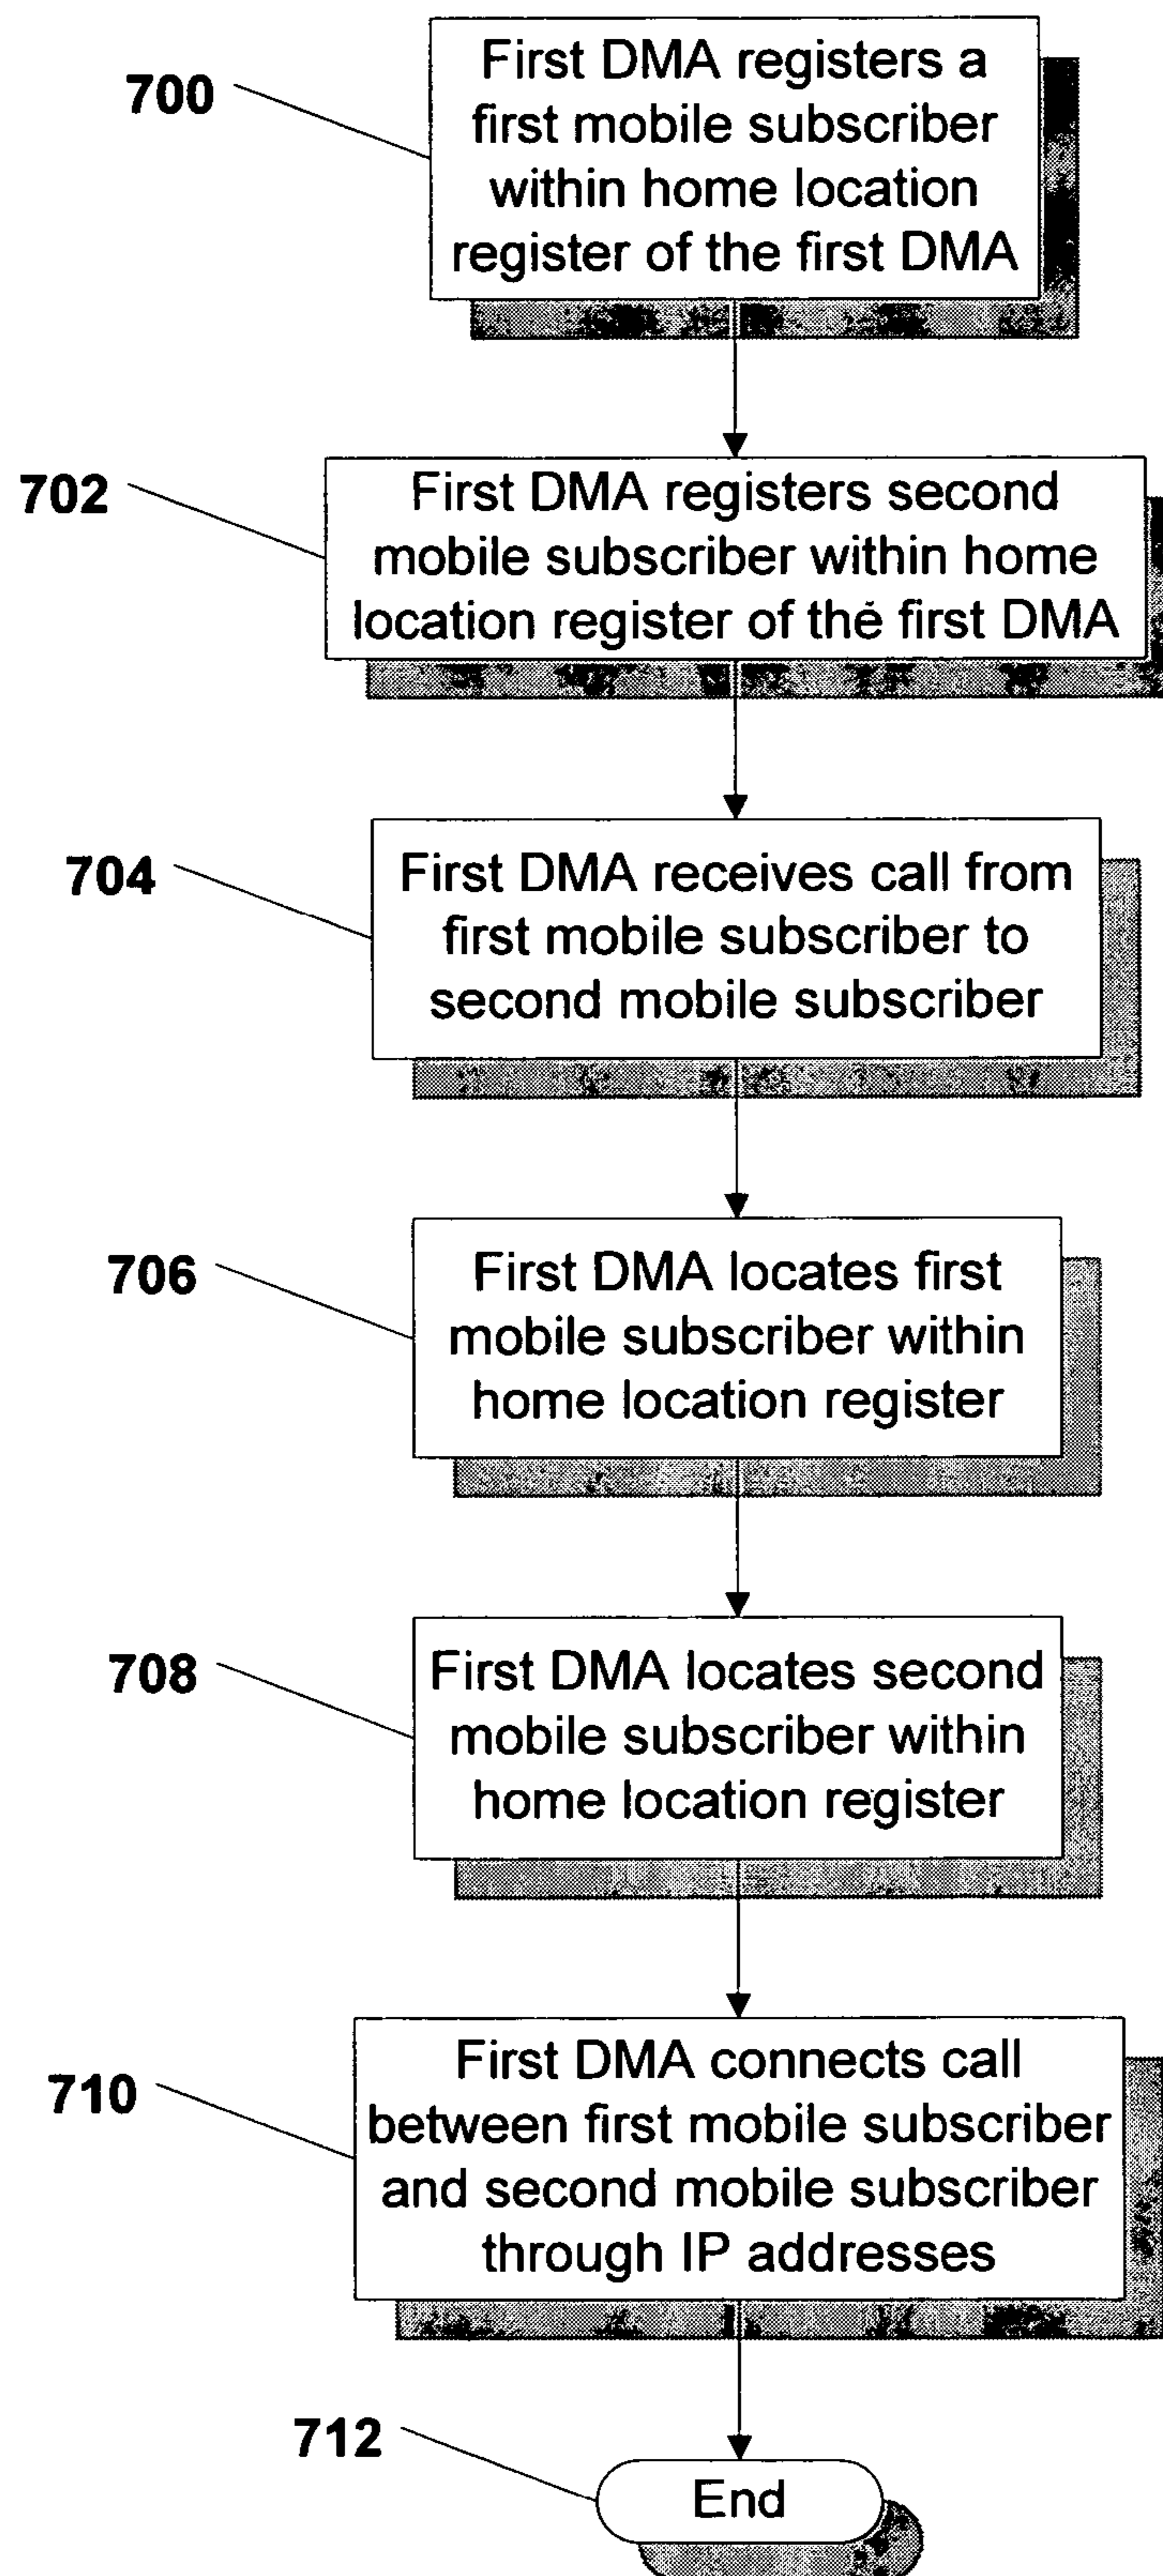 700
First DMA registers a
first mobile subscriber
within home location
register of the first DMA
702
First DMA registers second
mobile subscriber within home
location register of the first DMA
704
First DMA receives call from
first mobile subscriber to
second mobile subscriber
706
First DMA locates first
mobile subscriber within
home location register
708
First DMA locates second
mobile subscriber within
home location register
710
First DMA connects call
between first mobile subscriber
and second mobile subscriber
through IP addresses
712
End